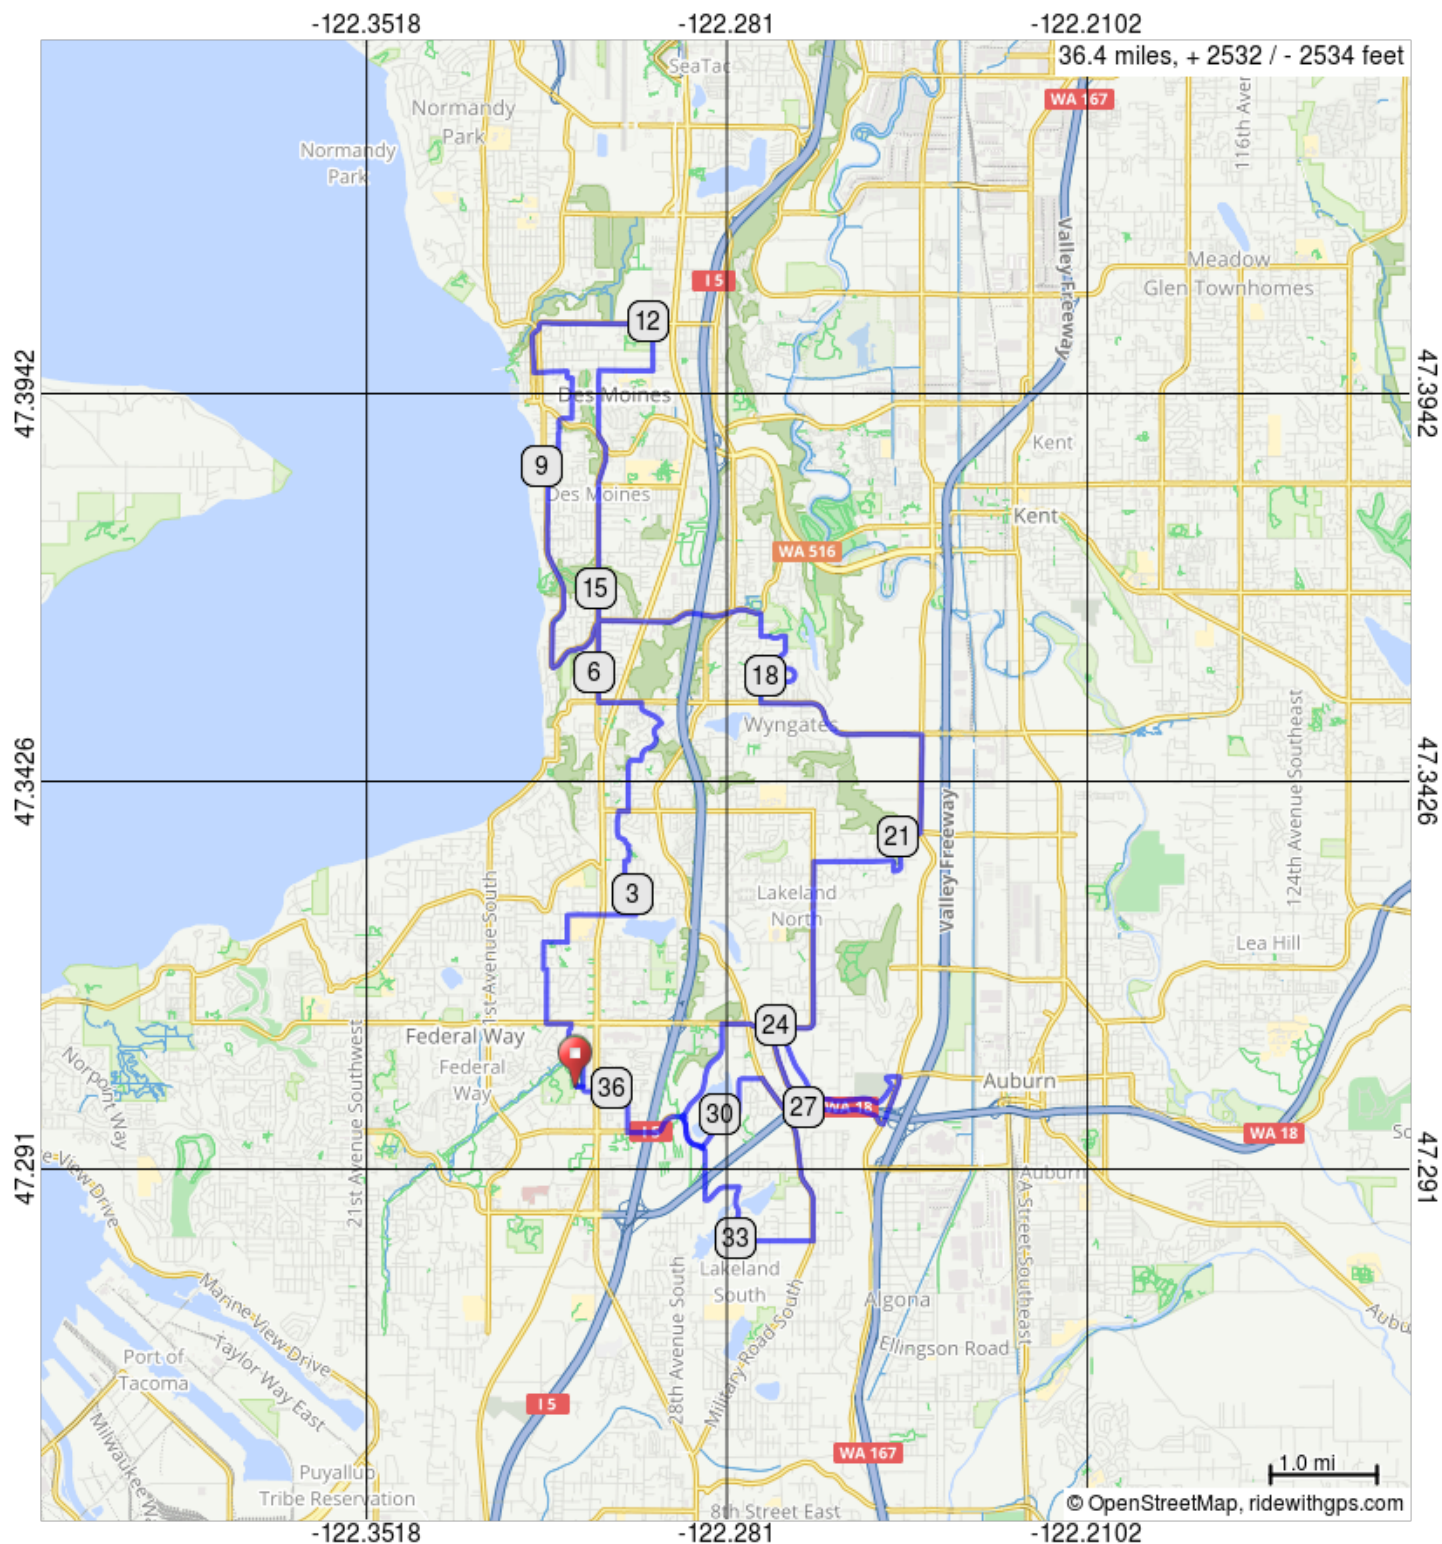 -122.3518
-122.281
-122.2102
36.4 miles, + 2532 / - 2534 feet
SeaTac
WA 167
Normandy
Park
116th Aven
Normandy
Park
Valley Freeway
Meadow
Glen Townhomes
I 5
12
47.3942
47.3942
Des Moines
Kent
9
Des Moines
Kent
WA 516
15
6
18
Wyngates
124th Avenue Southeast
47.3426
47.3426
21
Valley Freeway
3
Lakeland
North
1st Avenue South
Lea Hill
24
Federal Way
Federal
Way
21st Avenue Southwest
Norpoint Way
36
Auburn
30
27
WA 18
WA 18
47.291
47.291
e View Drive
Auburn
A Street Southeast
33
Lakeland
South
28th Avenue South
Military Road South
Algona
Ellingson Road
Aubu
Marine View Drive
Taylor Way East
Port of
Tacoma
Milwaukee Wa
I 5
WA 167
1.0 mi
Puyallup
Tribe Reservation
8th Street East
© OpenStreetMap, ridewithgps.com
-122.3518
-122.281
-122.2102